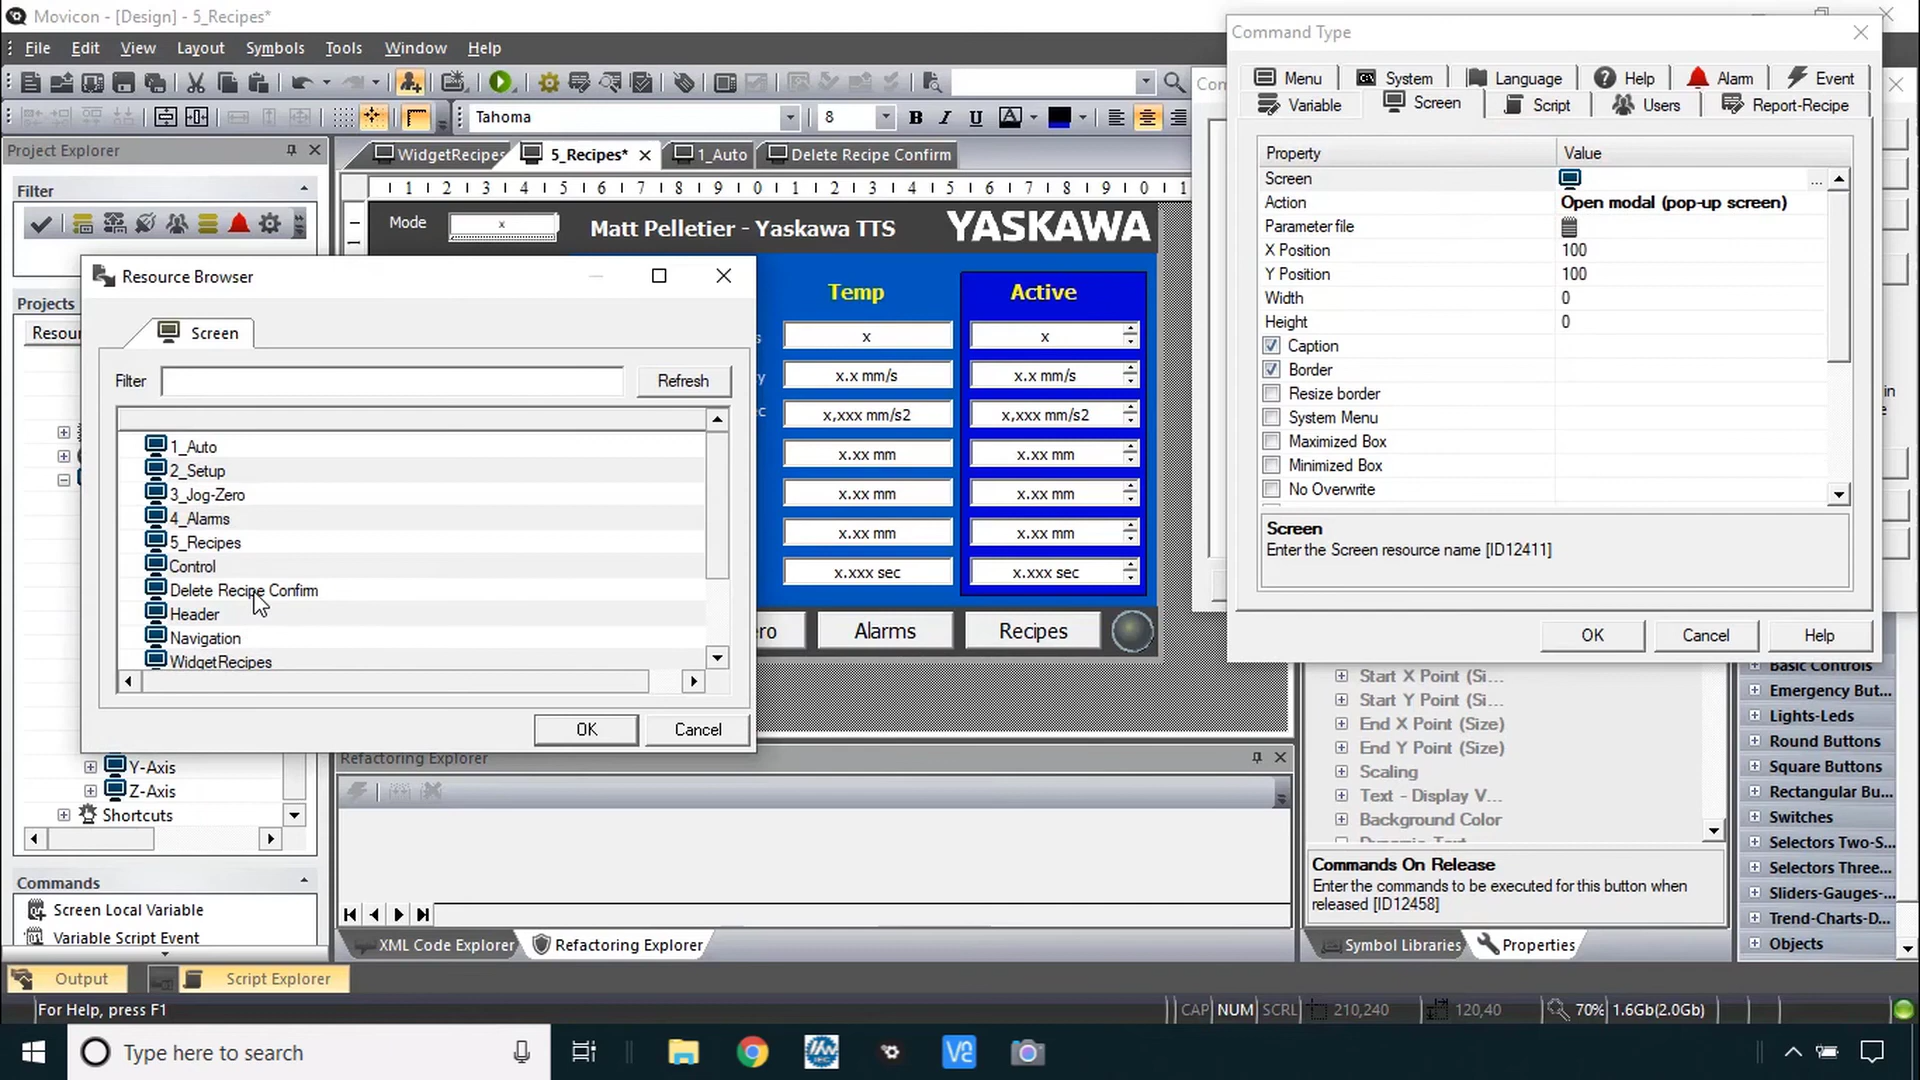 Movicon - [Design] - 5_Recipes*
File Edit View Layout Symbols Tools Window Help
Tahoma 8 B I U A
Project Explorer
WidgetRecipes 5_Recipes* 1_Auto Delete Recipe Confirm
Filter
Projects
Mode x Matt Pelletier - Yaskawa TTS YASKAWA
Temp Active
x x
x.x mm/s x.x mm/s
x,xxx mm/s2 x,xxx mm/s2
x.xx mm x.xx mm
x.xx mm x.xx mm
x.xx mm x.xx mm
x.xxx sec x.xxx sec
Alarms Recipes
Resource Browser
Screen
Filter Refresh
1_Auto
2_Setup
3_Jog-Zero
4_Alarms
5_Recipes
Control
Delete Recipe Confirm
Header
Navigation
WidgetRecipes
OK Cancel
Y-Axis
Z-Axis
Shortcuts
Commands
Screen Local Variable
Variable Script Event
Refactoring Explorer
XML Code Explorer Refactoring Explorer
Output Script Explorer
Command Type
Menu System Language Help Alarm Event
Variable Screen Script Users Report-Recipe
Property Value
Screen ...
Action Open modal (pop-up screen)
Parameter file
X Position 100
Y Position 100
Width 0
Height 0
Caption
Border
Resize border
System Menu
Maximized Box
Minimized Box
No Overwrite
Screen
Enter the Screen resource name [ID12411]
OK Cancel Help
Start X Point (Si...
Start Y Point (Si...
End X Point (Size)
End Y Point (Size)
Scaling
Text - Display V...
Background Color
Commands On Release
Enter the commands to be executed for this button when
released [ID12458]
Symbol Libraries Properties
Basic Controls
Emergency But...
Lights-Leds
Round Buttons
Square Buttons
Rectangular Bu...
Switches
Selectors Two-S...
Selectors Three...
Sliders-Gauges-...
Trend-Charts-D...
Objects
For Help, press F1 CAP NUM SCRL 210,240 120,40 70% 1.6Gb(2.0Gb)
Type here to search